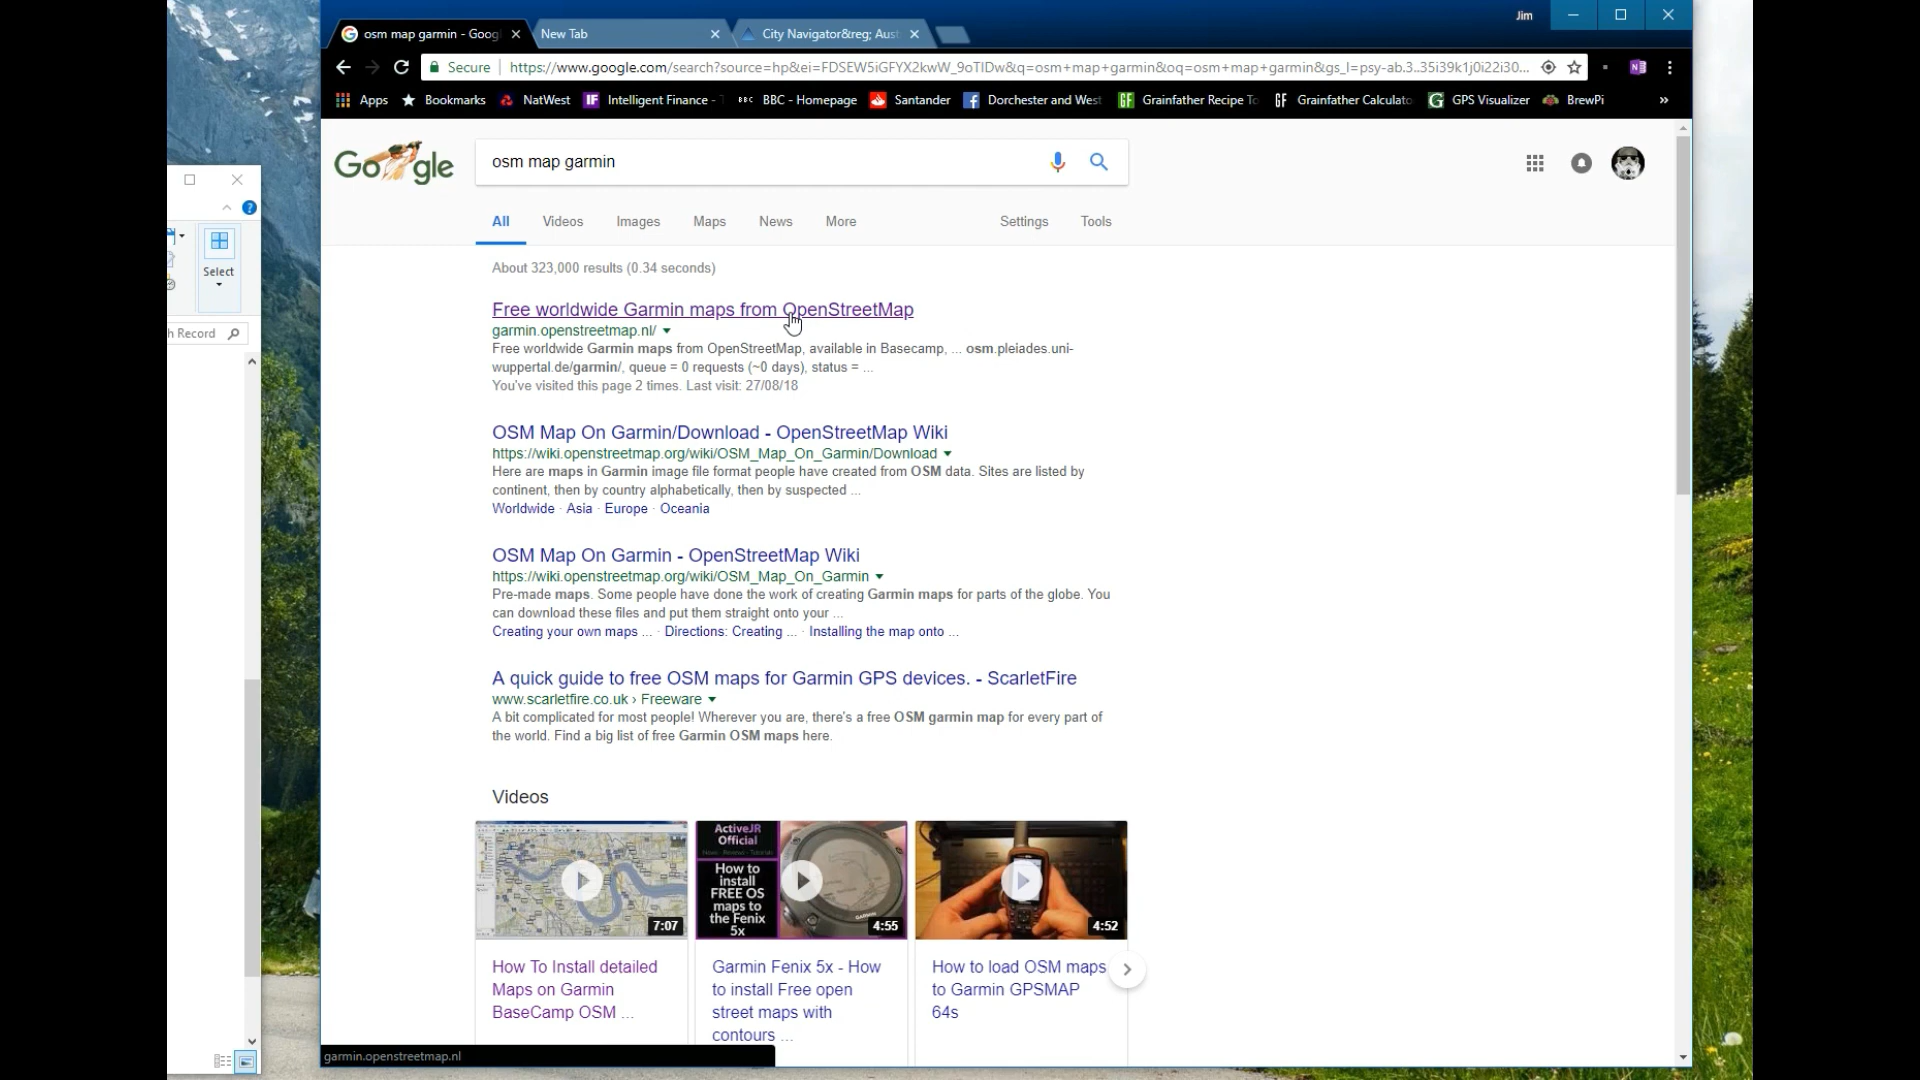 Jim
osm map garmin - Goog
New Tab
City Navigator&reg; Aust
Secure
https://www.google.com/search?source=hp&ei=FDSEW5iGFYX2kwW_9oTIDw&q=osm+map+garmin&oq=osm+map+garmin&gs_l=psy-ab.3..35i39k1j0i22i30...
Apps
Bookmarks
NatWest
IF Intelligent Finance -
BBC BBC - Homepage
Santander
Dorchester and West
GF Grainfather Recipe To
GF Grainfather Calculato
GPS Visualizer
BrewPi
»
Google
osm map garmin
All
Videos
Images
Maps
News
More
Settings
Tools
Select
h Record
About 323,000 results (0.34 seconds)
Free worldwide Garmin maps from OpenStreetMap
garmin.openstreetmap.nl/
Free worldwide Garmin maps from OpenStreetMap, available in Basecamp, ... osm.pleiades.uni-
wuppertal.de/garmin/, queue = 0 requests (~0 days), status = ...
You've visited this page 2 times. Last visit: 27/08/18
OSM Map On Garmin/Download - OpenStreetMap Wiki
https://wiki.openstreetmap.org/wiki/OSM_Map_On_Garmin/Download
Here are maps in Garmin image file format people have created from OSM data. Sites are listed by
continent, then by country alphabetically, then by suspected ...
Worldwide · Asia · Europe · Oceania
OSM Map On Garmin - OpenStreetMap Wiki
https://wiki.openstreetmap.org/wiki/OSM_Map_On_Garmin
Pre-made maps. Some people have done the work of creating Garmin maps for parts of the globe. You
can download these files and put them straight onto your ...
Creating your own maps ... · Directions: Creating ... · Installing the map onto ...
A quick guide to free OSM maps for Garmin GPS devices. - ScarletFire
www.scarletfire.co.uk › Freeware
A bit complicated for most people! Wherever you are, there's a free OSM garmin map for every part of
the world. Find a big list of free Garmin OSM maps here.
Videos
7:07
ActiveJR
Official
How to
install
FREE OS
maps to
the Fenix
5x
4:55
4:52
How To Install detailed
Maps on Garmin
BaseCamp OSM ...
Garmin Fenix 5x - How
to install Free open
street maps with
contours ...
How to load OSM maps
to Garmin GPSMAP
64s
garmin.openstreetmap.nl